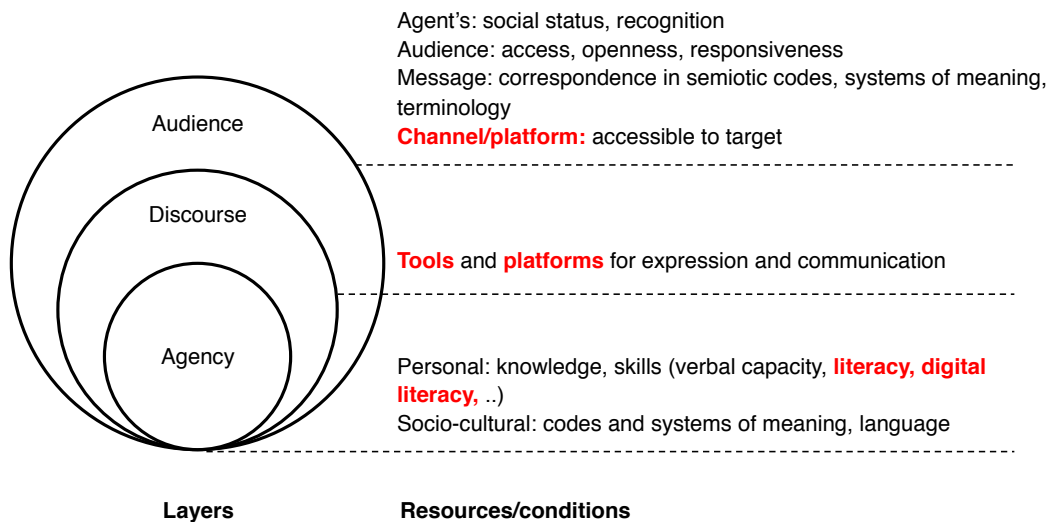 Agent's: social status, recognition
Audience: access, openness, responsiveness
Message: correspondence in semiotic codes, systems of meaning,
terminology
Channel/platform: accessible to target
Audience
Discourse
Tools and platforms for expression and communication
Agency
Personal: knowledge, skills (verbal capacity, literacy, digital
literacy, ..)
Socio-cultural: codes and systems of meaning, language
Layers
Resources/conditions